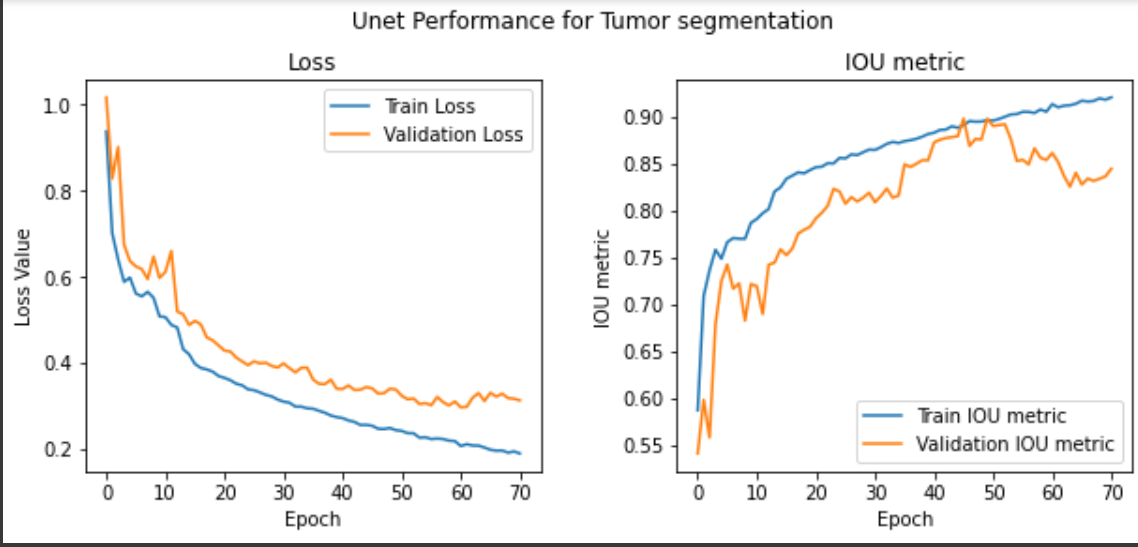 Unet Performance for Tumor segmentation
Loss
1.0
0.8
0.6
0.4
0.2
Loss Value
0 10 20 30 40 50 60 70
Epoch
Train Loss
Validation Loss
IOU metric
0.90
0.85
0.80
0.75
0.70
0.65
0.60
0.55
IOU metric
0 10 20 30 40 50 60 70
Epoch
Train IOU metric
Validation IOU metric